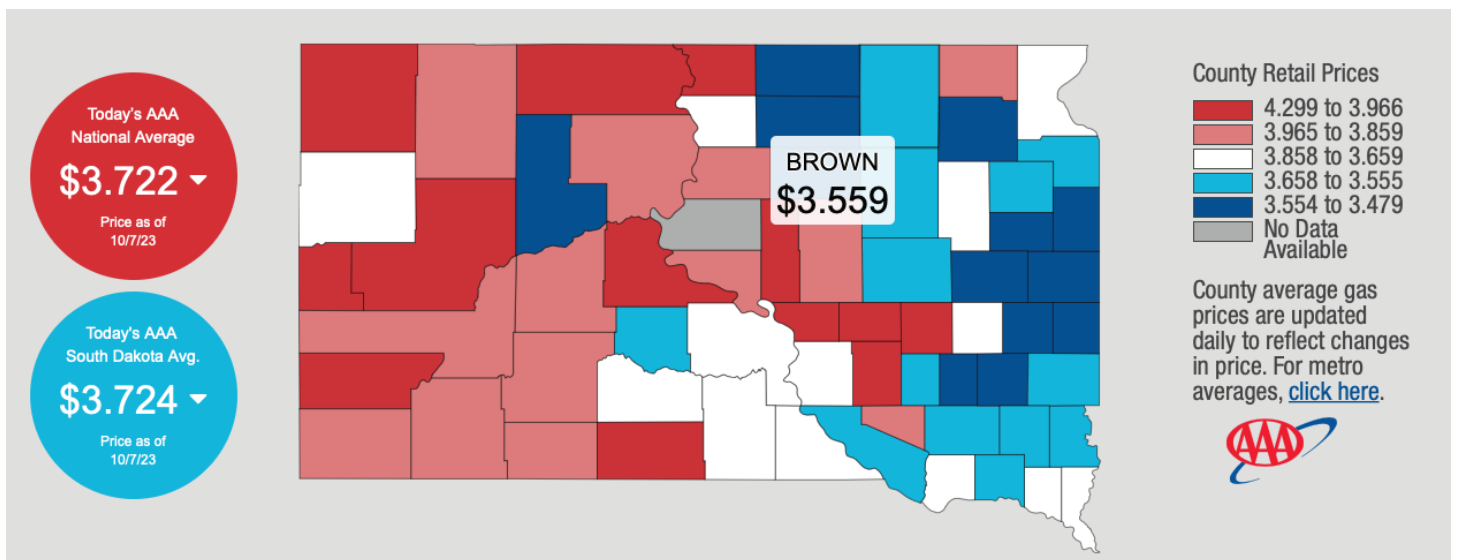 Today's AAA
National Average
$3.722
Price as of
10/7/23
Today's AAA
South Dakota Avg.
$3.724
Price as of
10/7/23
BROWN
$3.559
County Retail Prices
4.299 to 3.966
3.965 to 3.859
3.858 to 3.659
3.658 to 3.555
3.554 to 3.479
No Data
Available
County average gas
prices are updated
daily to reflect changes
in price. For metro
averages, click here.
AAA